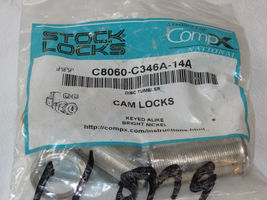 STOCK LOCKS
CompX
NATIONAL
C8060-C346A-14A
DISC TUMBLER
CAM LOCKS
KEYED ALIKE
BRIGHT NICKEL
http://compx.com/instructions.html